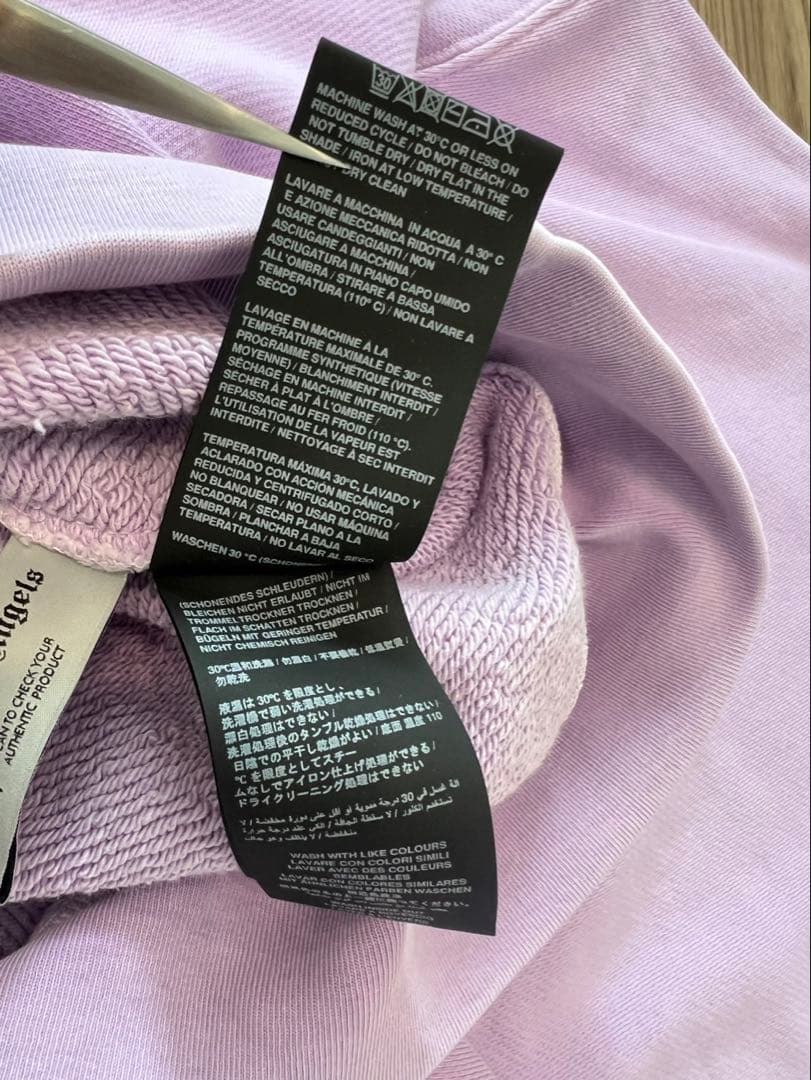 30
MACHINE WASH AT 30°C OR LESS ON
REDUCED CYCLE / DO NOT BLEACH / DO
NOT TUMBLE DRY / DRY FLAT IN THE
SHADE / IRON AT LOW TEMPERATURE /
DRY CLEAN
LAVARE A MACCHINA IN ACQUA A 30° C
E AZIONE MECCANICA RIDOTTA / NON
USARE CANDEGGIANTI / NON
ASCIUGARE A MACCHINA /
ASCIUGATURA IN PIANO CAPO UMIDO
ALL'OMBRA / STIRARE A BASSA
TEMPERATURA (110° C) / NON LAVARE A
SECCO
LAVAGE EN MACHINE À LA
TEMPÉRATURE MAXIMALE DE 30° C.
PROGRAMME SYNTHETIQUE (VITESSE
MOYENNE) / BLANCHIMENT INTERDIT /
SÉCHAGE EN MACHINE INTERDIT /
SÉCHER À PLAT À L'OMBRE /
REPASSAGE AU FER FROID (110 °C).
L'UTILISATION DE LA VAPEUR EST
INTERDITE / NETTOYAGE À SEC INTERDIT
TEMPERATURA MÁXIMA 30°C, LAVADO Y
ACLARADO CON ACCIÓN MECÁNICA
REDUCIDA Y CENTRIFUGADO CORTO /
NO BLANQUEAR / NO USAR MÁQUINA
SECADORA / SECAR PLANO A LA
SOMBRA / PLANCHAR A BAJA
TEMPERATURA / NO LAVAR AL SECO
WASCHEN 30 °C
(SCHONENDES SCHLEUDERN) /
BLEICHEN NICHT ERLAUBT / NICHT IM
TROMMELTROCKNER TROCKNEN /
FLACH IM SCHATTEN TROCKNEN /
BÜGELN MIT GERINGER TEMPERATUR /
NICHT CHEMISCH REINIGEN
30℃温和洗涤 / 勿漂白 / 不要機乾 / 低温熨燙 /
勿乾洗
液温は30℃を限度とし、
洗濯機で弱い洗濯処理ができる /
漂白処理はできない /
洗濯処理後のタンブル乾燥処理はできない /
日陰での平干し乾燥がよい / 底面温度110
℃を限度としてスチー
ムなしでアイロン仕上げ処理ができる /
ドライクリーニング処理はできない
WASH WITH LIKE COLOURS
LAVARE CON COLORI SIMILI
LAVER AVEC DES COULEURS
SEMBLABLES
LAVAR CON COLORES SIMILARES
MIT ÄHNLICHEN FARBEN WASCHEN
Angels
TO CHECK YOUR
AUTHENTIC PRODUCT